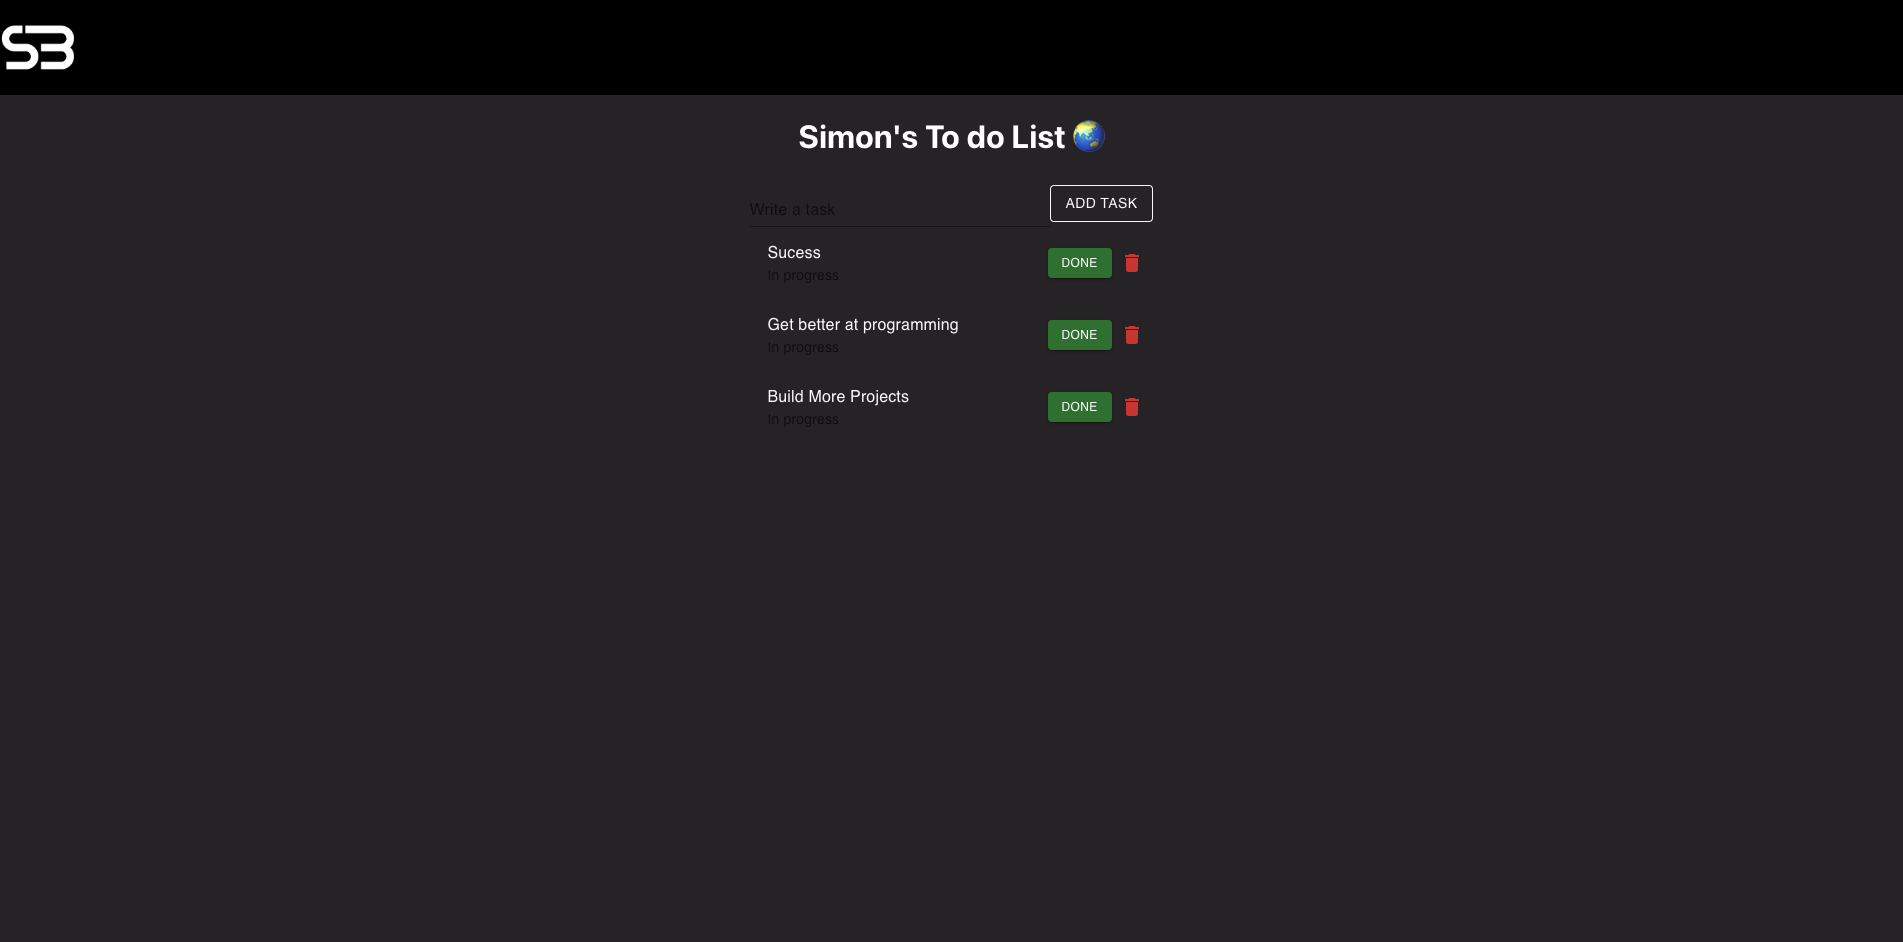 SB
Simon's To do List 🌏
Write a task
ADD TASK
Sucess
In progress
DONE
Get better at programming
In progress
DONE
Build More Projects
In progress
DONE